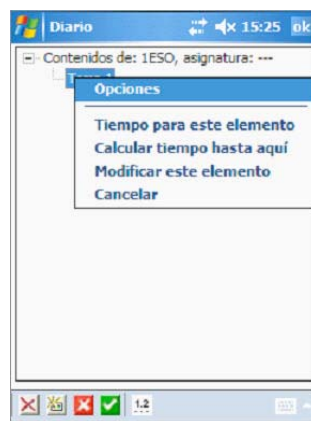 Diario 15:25 ok
Contenidos de: 1ESO, asignatura: ---
Opciones
Tiempo para este elemento
Calcular tiempo hasta aquí
Modificar este elemento
Cancelar
1.2